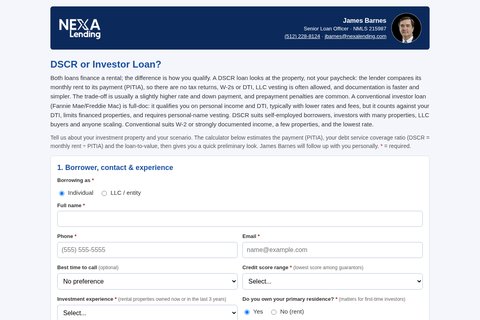 NEXA
Lending
James Barnes
Senior Loan Officer · NMLS 215987
(512) 228-8124 · jbarnes@nexalending.com
DSCR or Investor Loan?
Both loans finance a rental; the difference is how you qualify. A DSCR loan looks at the property, not your paycheck: the lender compares its
monthly rent to its payment (PITIA), so there are no tax returns, W-2s or DTI, LLC vesting is often allowed, and documentation is faster and
simpler. The trade-off is usually a slightly higher rate and down payment, and prepayment penalties are common. A conventional investor loan
(Fannie Mae/Freddie Mac) is full-doc: it qualifies you on personal income and DTI, typically with lower rates and fees, but it counts against your
DTI, limits financed properties, and requires personal-name vesting. DSCR suits self-employed borrowers, investors with many properties, LLC
buyers and anyone scaling. Conventional suits W-2 or strongly documented income, a few properties, and the lowest rate.
Tell us about your investment property and your scenario. The calculator below estimates the payment (PITIA), your debt service coverage ratio (DSCR =
monthly rent ÷ PITIA) and the loan-to-value, then gives you a quick preliminary look. James Barnes will follow up with you personally. * = required.
1. Borrower, contact & experience
Borrowing as *
Individual LLC / entity
Full name *
Phone * Email *
(555) 555-5555 name@example.com
Best time to call (optional) Credit score range * (lowest score among guarantors)
No preference Select...
Investment experience * (rental properties owned now or in the last 3 years) Do you own your primary residence? * (matters for first-time investors)
Select... Yes No (rent)